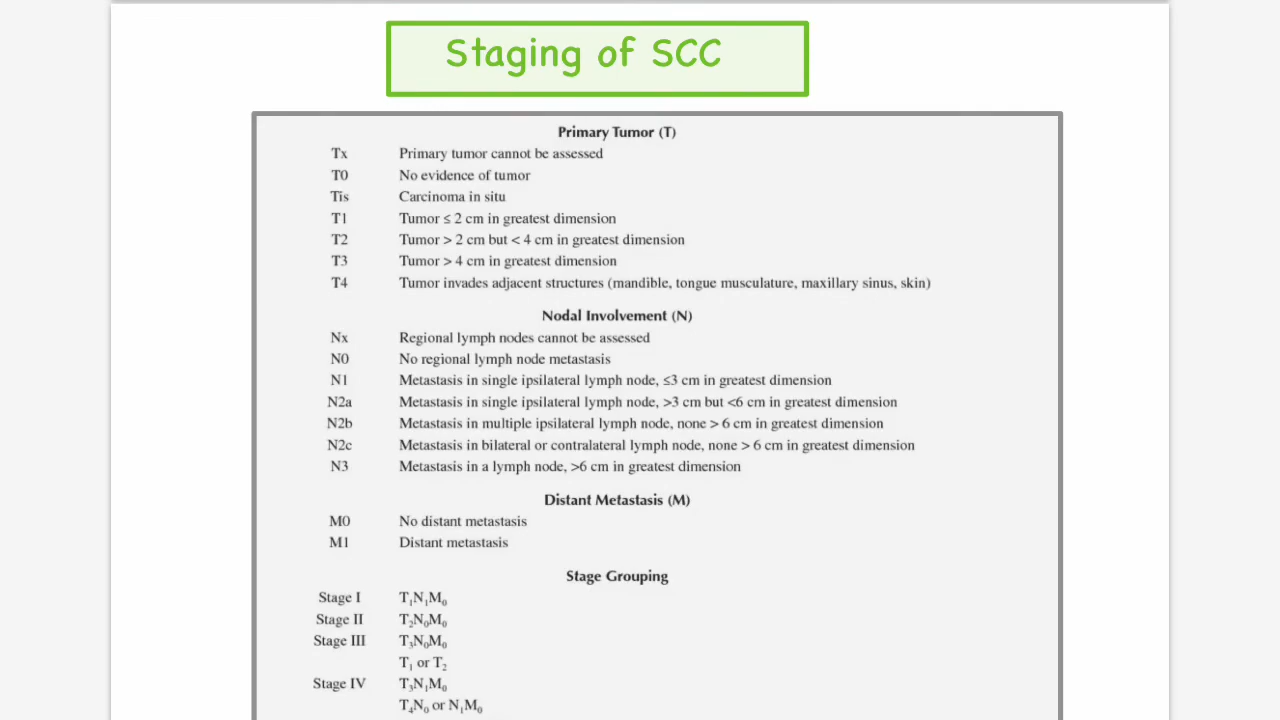 Staging of SCC
Primary Tumor (T)
Tx Primary tumor cannot be assessed
T0 No evidence of tumor
Tis Carcinoma in situ
T1 Tumor ≤ 2 cm in greatest dimension
T2 Tumor > 2 cm but < 4 cm in greatest dimension
T3 Tumor > 4 cm in greatest dimension
T4 Tumor invades adjacent structures (mandible, tongue musculature, maxillary sinus, skin)
Nodal Involvement (N)
Nx Regional lymph nodes cannot be assessed
N0 No regional lymph node metastasis
N1 Metastasis in single ipsilateral lymph node, ≤3 cm in greatest dimension
N2a Metastasis in single ipsilateral lymph node, >3 cm but <6 cm in greatest dimension
N2b Metastasis in multiple ipsilateral lymph node, none > 6 cm in greatest dimension
N2c Metastasis in bilateral or contralateral lymph node, none > 6 cm in greatest dimension
N3 Metastasis in a lymph node, >6 cm in greatest dimension
Distant Metastasis (M)
M0 No distant metastasis
M1 Distant metastasis
Stage Grouping
Stage I T₁N₁M₀
Stage II T₂N₀M₀
Stage III T₃N₀M₀
T₁ or T₂
Stage IV T₃N₁M₀
T₄N₀ or N₁M₀